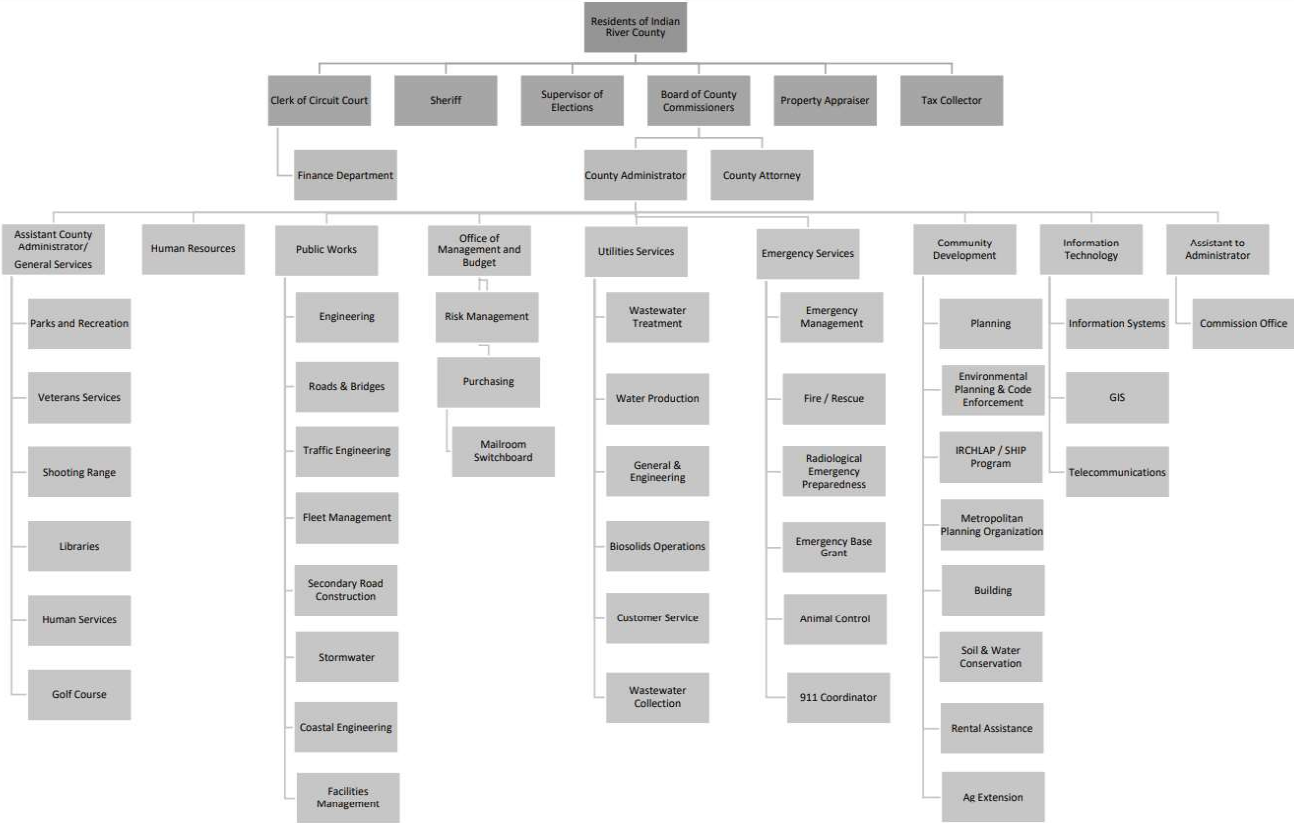 Residents of Indian
River County
Clerk of Circuit Court
Sheriff
Supervisor of
Elections
Board of County
Commissioners
Property Appraiser
Tax Collector
Finance Department
County Administrator
County Attorney
Assistant County
Administrator/
General Services
Human Resources
Public Works
Office of
Management and
Budget
Utilities Services
Emergency Services
Community
Development
Information
Technology
Assistant to
Administrator
Parks and Recreation
Veterans Services
Shooting Range
Libraries
Human Services
Golf Course
Engineering
Roads & Bridges
Traffic Engineering
Fleet Management
Secondary Road
Construction
Stormwater
Coastal Engineering
Facilities
Management
Risk Management
Purchasing
Mailroom
Switchboard
Wastewater
Treatment
Water Production
General &
Engineering
Biosolids Operations
Customer Service
Wastewater
Collection
Emergency
Management
Fire / Rescue
Radiological
Emergency
Preparedness
Emergency Base
Grant
Animal Control
911 Coordinator
Planning
Environmental
Planning & Code
Enforcement
IRCHLAP / SHIP
Program
Metropolitan
Planning Organization
Building
Soil & Water
Conservation
Rental Assistance
Ag Extension
Information Systems
GIS
Telecommunications
Commission Office